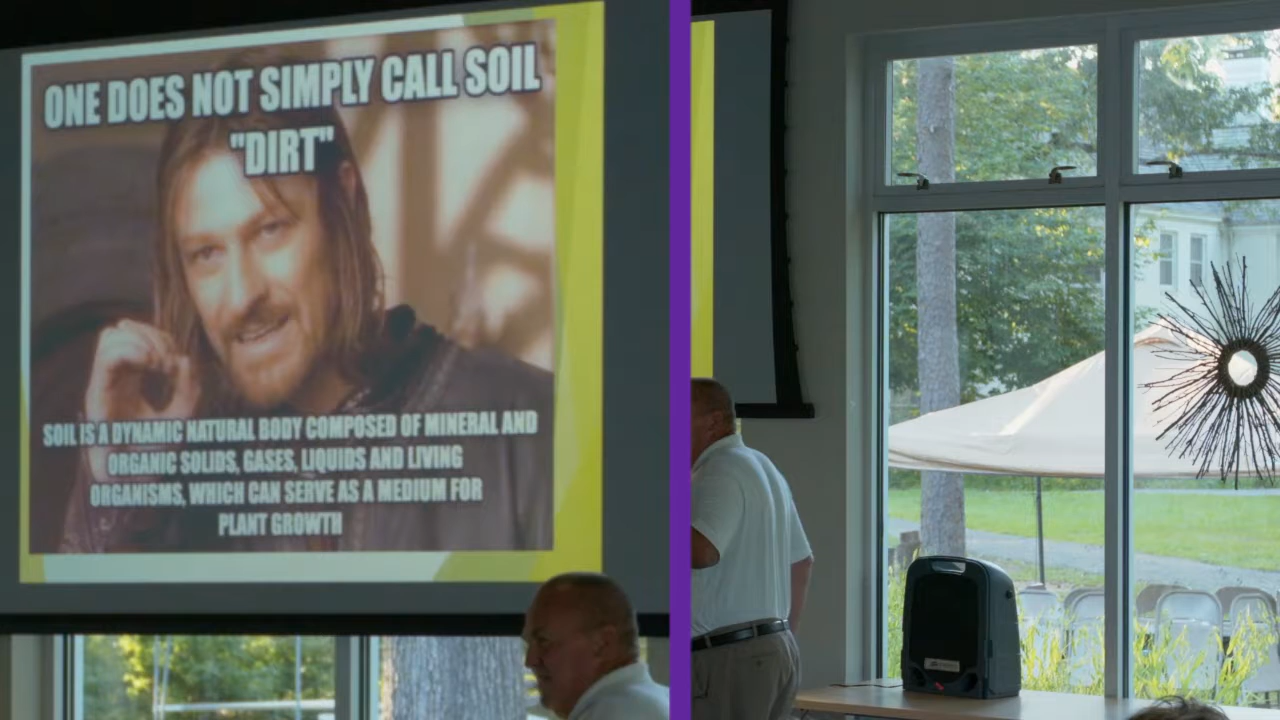 ONE DOES NOT SIMPLY CALL SOIL
"DIRT"
SOIL IS A DYNAMIC NATURAL BODY COMPOSED OF MINERAL AND
ORGANIC SOLIDS, GASES, LIQUIDS AND LIVING
ORGANISMS, WHICH CAN SERVE AS A MEDIUM FOR
PLANT GROWTH